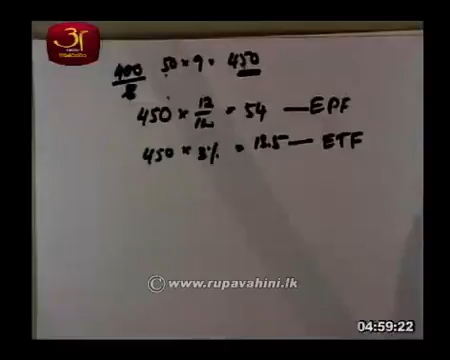 400/8 50 × 9 = 450
450 × 12/100 = 54 — EPF
450 × 3% = 13.5 — ETF
© www.rupavahini.lk
04:59:22